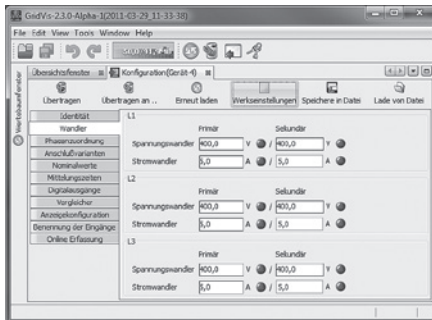 GridVis-2.3.0-Alpha-1(2011-03-29_11-33-38)
File Edit View Tools Window Help
Übersichtsfenster Konfiguration(Gerät-4)
Wertebaumfenster
Übertragen Übertragen an .. Erneut laden Werkseinstellungen Speichere in Datei Lade von Datei
Identität
Wandler
Phasenzuordnung
Anschlußvarianten
Nominalwerte
Mittelungszeiten
Digitalausgänge
Vergleicher
Anzeigekonfiguration
Benennung der Eingänge
Online Erfassung
L1
Primär Sekundär
Spannungswandler 400,0 V / 400,0 V
Stromwandler 5,0 A / 5,0 A
L2
Primär Sekundär
Spannungswandler 400,0 V / 400,0 V
Stromwandler 5,0 A / 5,0 A
L3
Primär Sekundär
Spannungswandler 400,0 V / 400,0 V
Stromwandler 5,0 A / 5,0 A